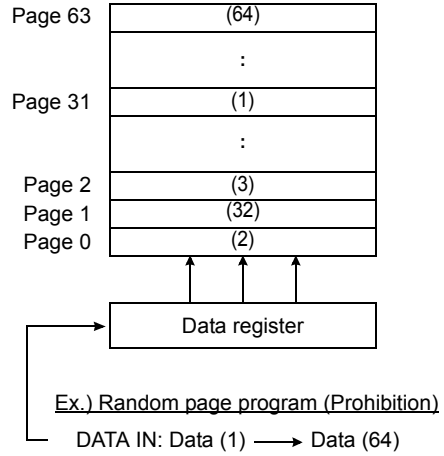 Page 63 (64)
:
Page 31 (1)
:
Page 2 (3)
Page 1 (32)
Page 0 (2)
Data register
Ex.) Random page program (Prohibition)
DATA IN: Data (1) → Data (64)